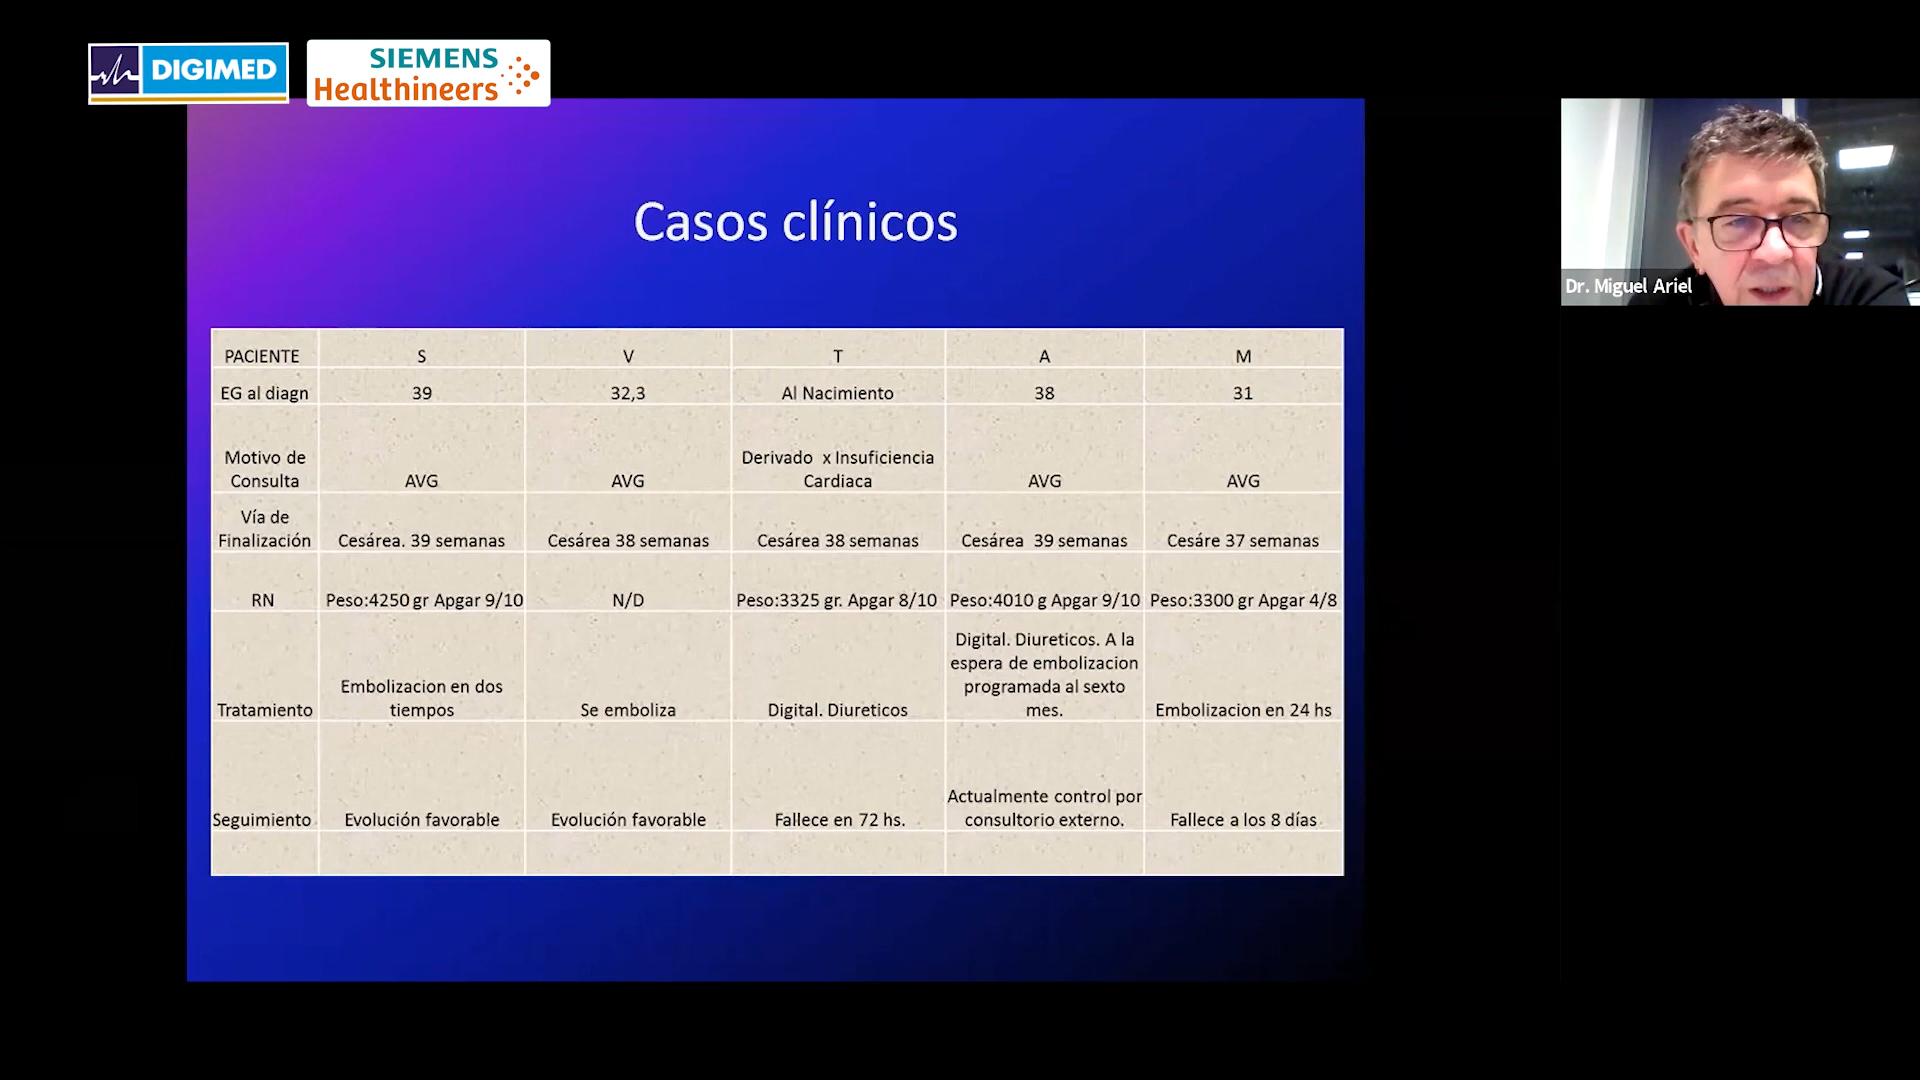 DIGIMED
SIEMENS
Healthineers
Casos clínicos
Dr. Miguel Ariel
PACIENTE S V T A M
EG al diagn 39 32,3 Al Nacimiento 38 31
Motivo de
Consulta AVG AVG Derivado x Insuficiencia
Cardiaca AVG AVG
Vía de
Finalización Cesárea. 39 semanas Cesárea 38 semanas Cesárea 38 semanas Cesárea 39 semanas Cesáre 37 semanas
RN Peso:4250 gr Apgar 9/10 N/D Peso:3325 gr. Apgar 8/10 Peso:4010 g Apgar 9/10 Peso:3300 gr Apgar 4/8
Tratamiento Embolizacion en dos
tiempos Se emboliza Digital. Diureticos Digital. Diureticos. A la
espera de embolizacion
programada al sexto
mes. Embolizacion en 24 hs
Seguimiento Evolución favorable Evolución favorable Fallece en 72 hs. Actualmente control por
consultorio externo. Fallece a los 8 días